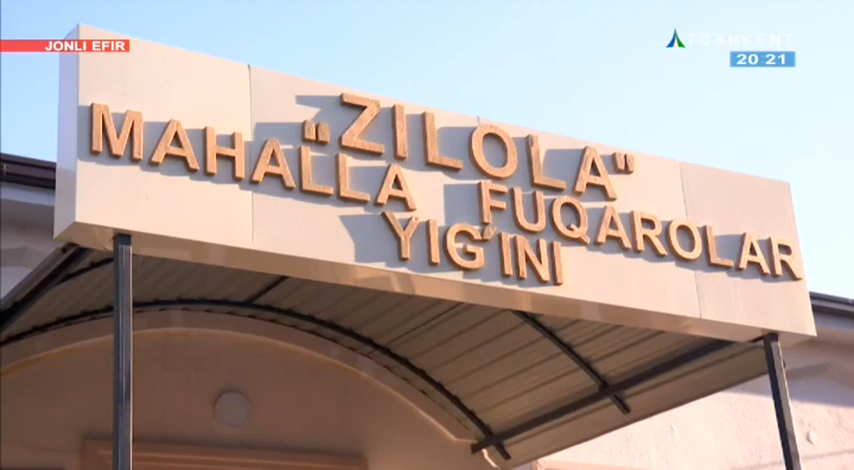 JONLI EFIR
TOSHKENT
20 21
"ZILOLA"
MAHALLA FUQAROLAR
YIG'INI